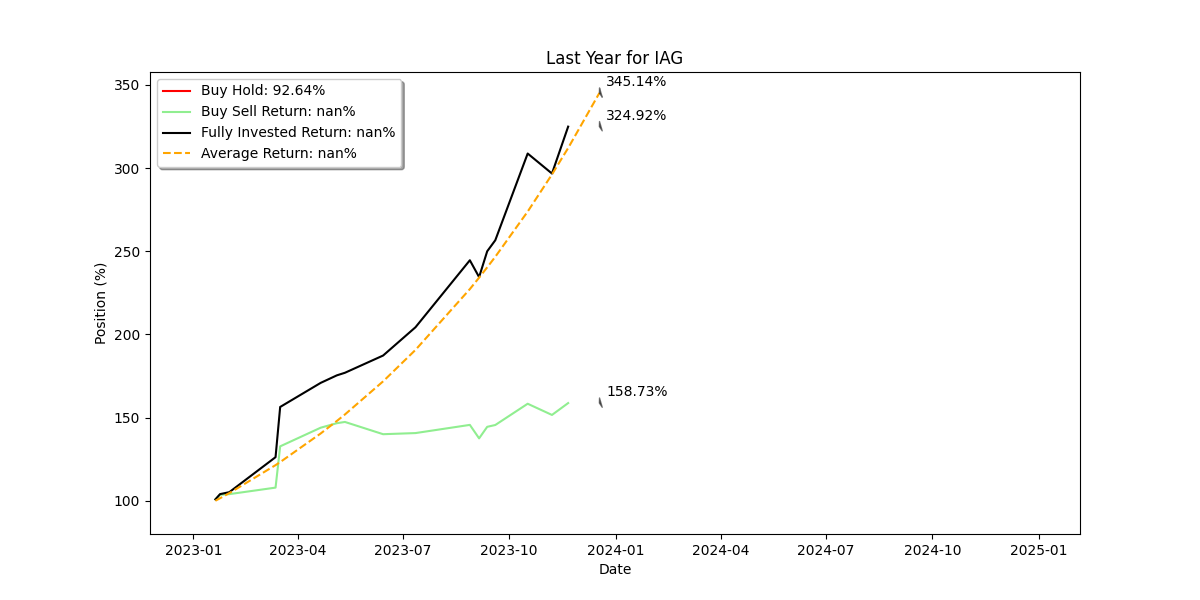 Last Year for IAG
345.14%
350
Buy Hold: 92.64%
Buy Sell Return: nan%
324.92%
Fully Invested Return: nan%
Average Return: nan%
300
250
Position (%)
200
158.73%
150
100
2023-01 2023-04 2023-07 2023-10 2024-01 2024-04 2024-07 2024-10 2025-01
Date